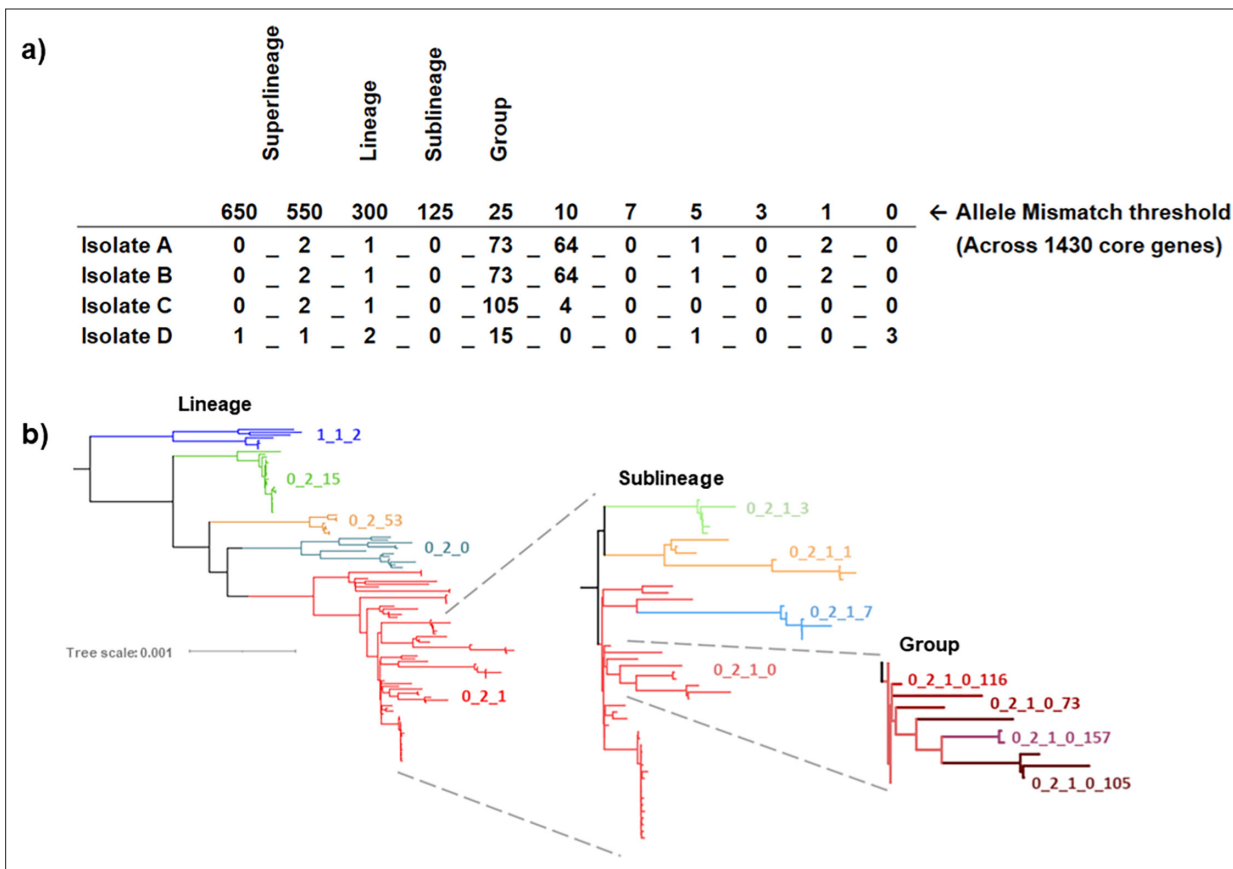 a)
Superlineage
Lineage
Sublineage
Group
650 550 300 125 25 10 7 5 3 1 0 ← Allele Mismatch threshold
(Across 1430 core genes)
Isolate A 0 _ 2 _ 1 _ 0 _ 73 _ 64 _ 0 _ 1 _ 0 _ 2 _ 0
Isolate B 0 _ 2 _ 1 _ 0 _ 73 _ 64 _ 0 _ 1 _ 0 _ 2 _ 0
Isolate C 0 _ 2 _ 1 _ 0 _ 105 _ 4 _ 0 _ 0 _ 0 _ 0 _ 0
Isolate D 1 _ 1 _ 2 _ 0 _ 15 _ 0 _ 0 _ 1 _ 0 _ 0 _ 3
b)
Lineage
1_1_2
0_2_15
0_2_53
0_2_0
0_2_1
Tree scale: 0.001
Sublineage
0_2_1_3
0_2_1_1
0_2_1_7
0_2_1_0
Group
0_2_1_0_116
0_2_1_0_73
0_2_1_0_157
0_2_1_0_105